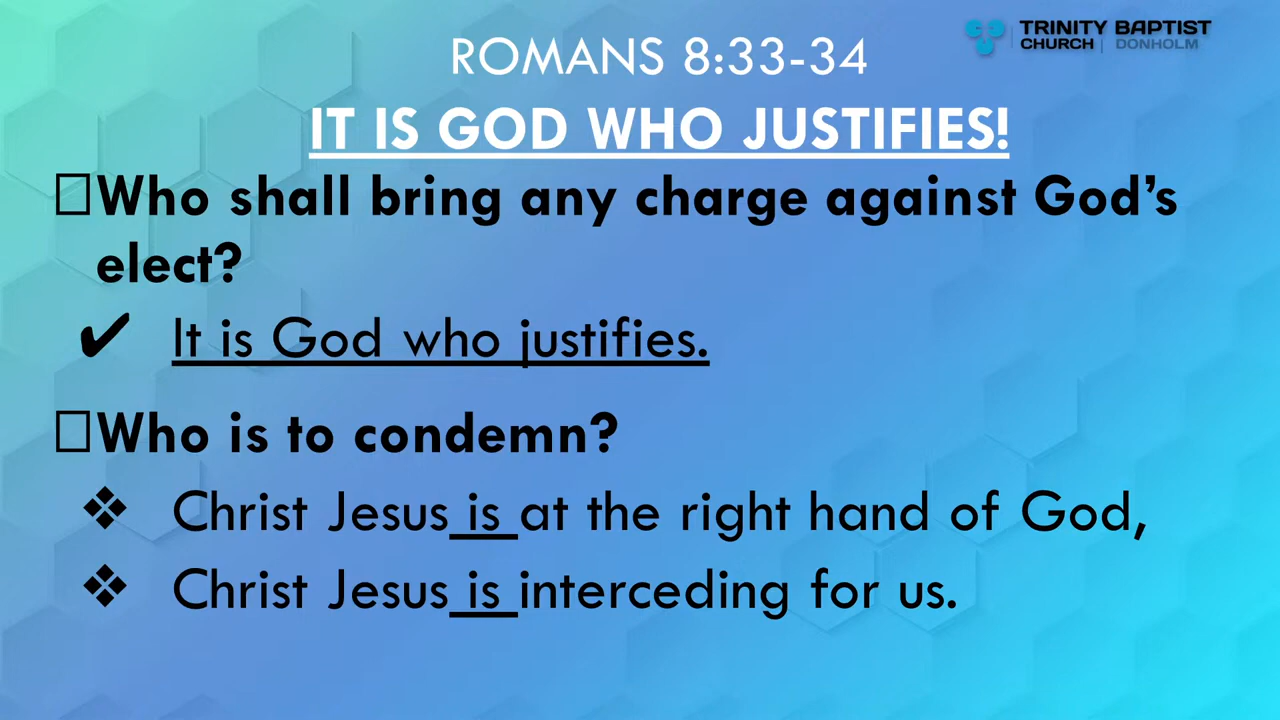 TRINITY BAPTIST
CHURCH | DONHOLM
ROMANS 8:33-34
IT IS GOD WHO JUSTIFIES!
□Who shall bring any charge against God’s
elect?
✔ It is God who justifies.
□Who is to condemn?
❖ Christ Jesus is at the right hand of God,
❖ Christ Jesus is interceding for us.